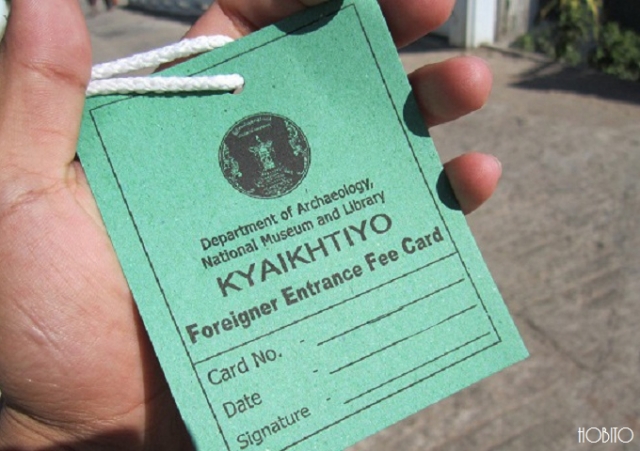 Department of Archaeology,
National Museum and Library
KYAIKHTIYO
Foreigner Entrance Fee Card
Card No. -
Date -
Signature -
HOBITO